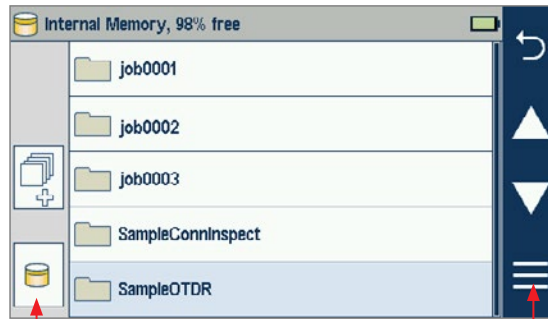 Internal Memory, 98% free
job0001
job0002
job0003
SampleConnInspect
SampleOTDR